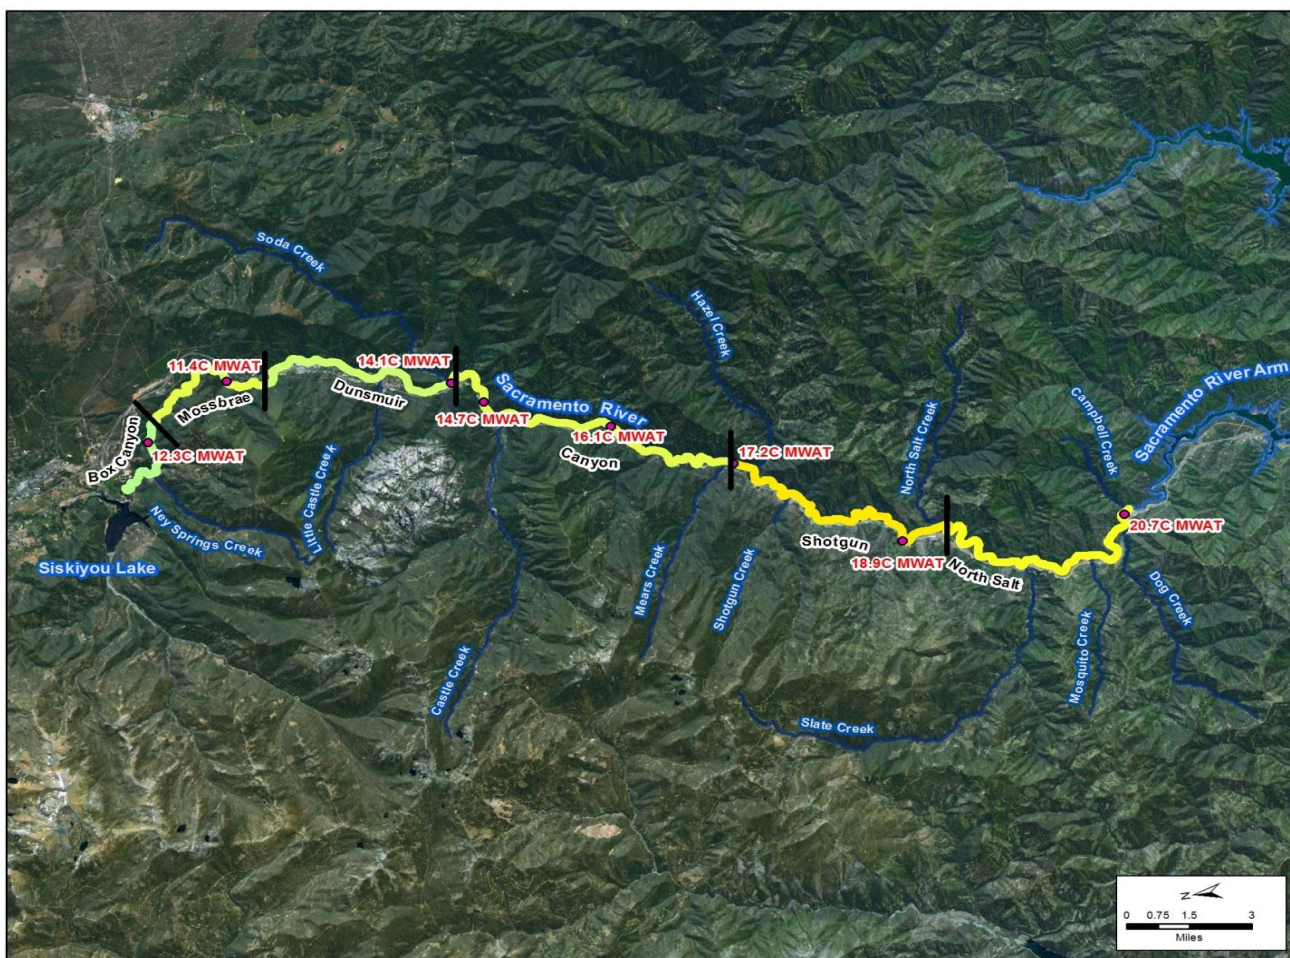 Soda Creek
Hazel Creek
11.4C MWAT
14.1C MWAT
Mossbrae
Dunsmuir
Sacramento River
14.7C MWAT
16.1C MWAT
Canyon
17.2C MWAT
North Salt Creek
Campbell Creek
Sacramento River Arm
Box Canyon
12.3C MWAT
Ney Springs Creek
Little Castle Creek
Siskiyou Lake
Castle Creek
Mears Creek
Shotgun Creek
Shotgun
18.9C MWAT
North Salt
20.7C MWAT
Dog Creek
Mosquito Creek
Slate Creek
Z
0 0.75 1.5 3
Miles